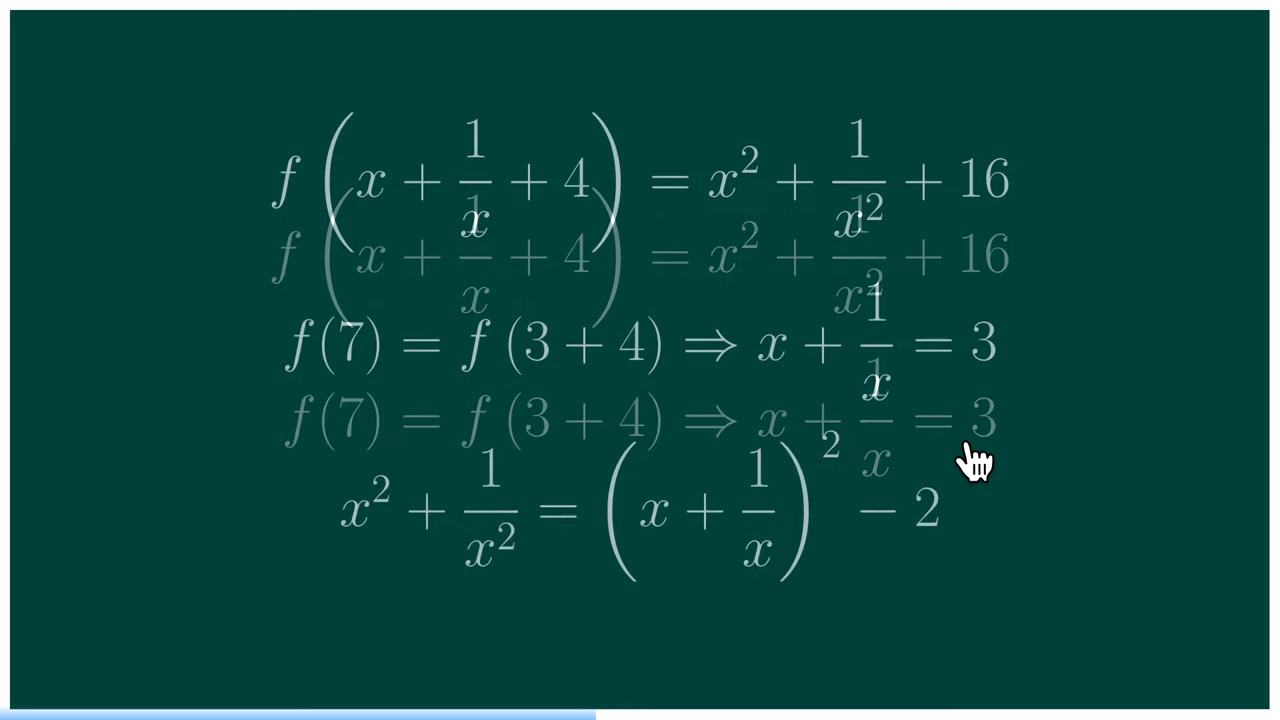 f(x + 1/x + 4) = x² + 1/x² + 16
f(x + 1/x + 4) = x² + 1/x² + 16
f(7) = f(3 + 4) ⇒ x + 1/x = 3
f(7) = f(3 + 4) ⇒ x + 1/x = 3
x² + 1/x² = (x + 1/x)² − 2